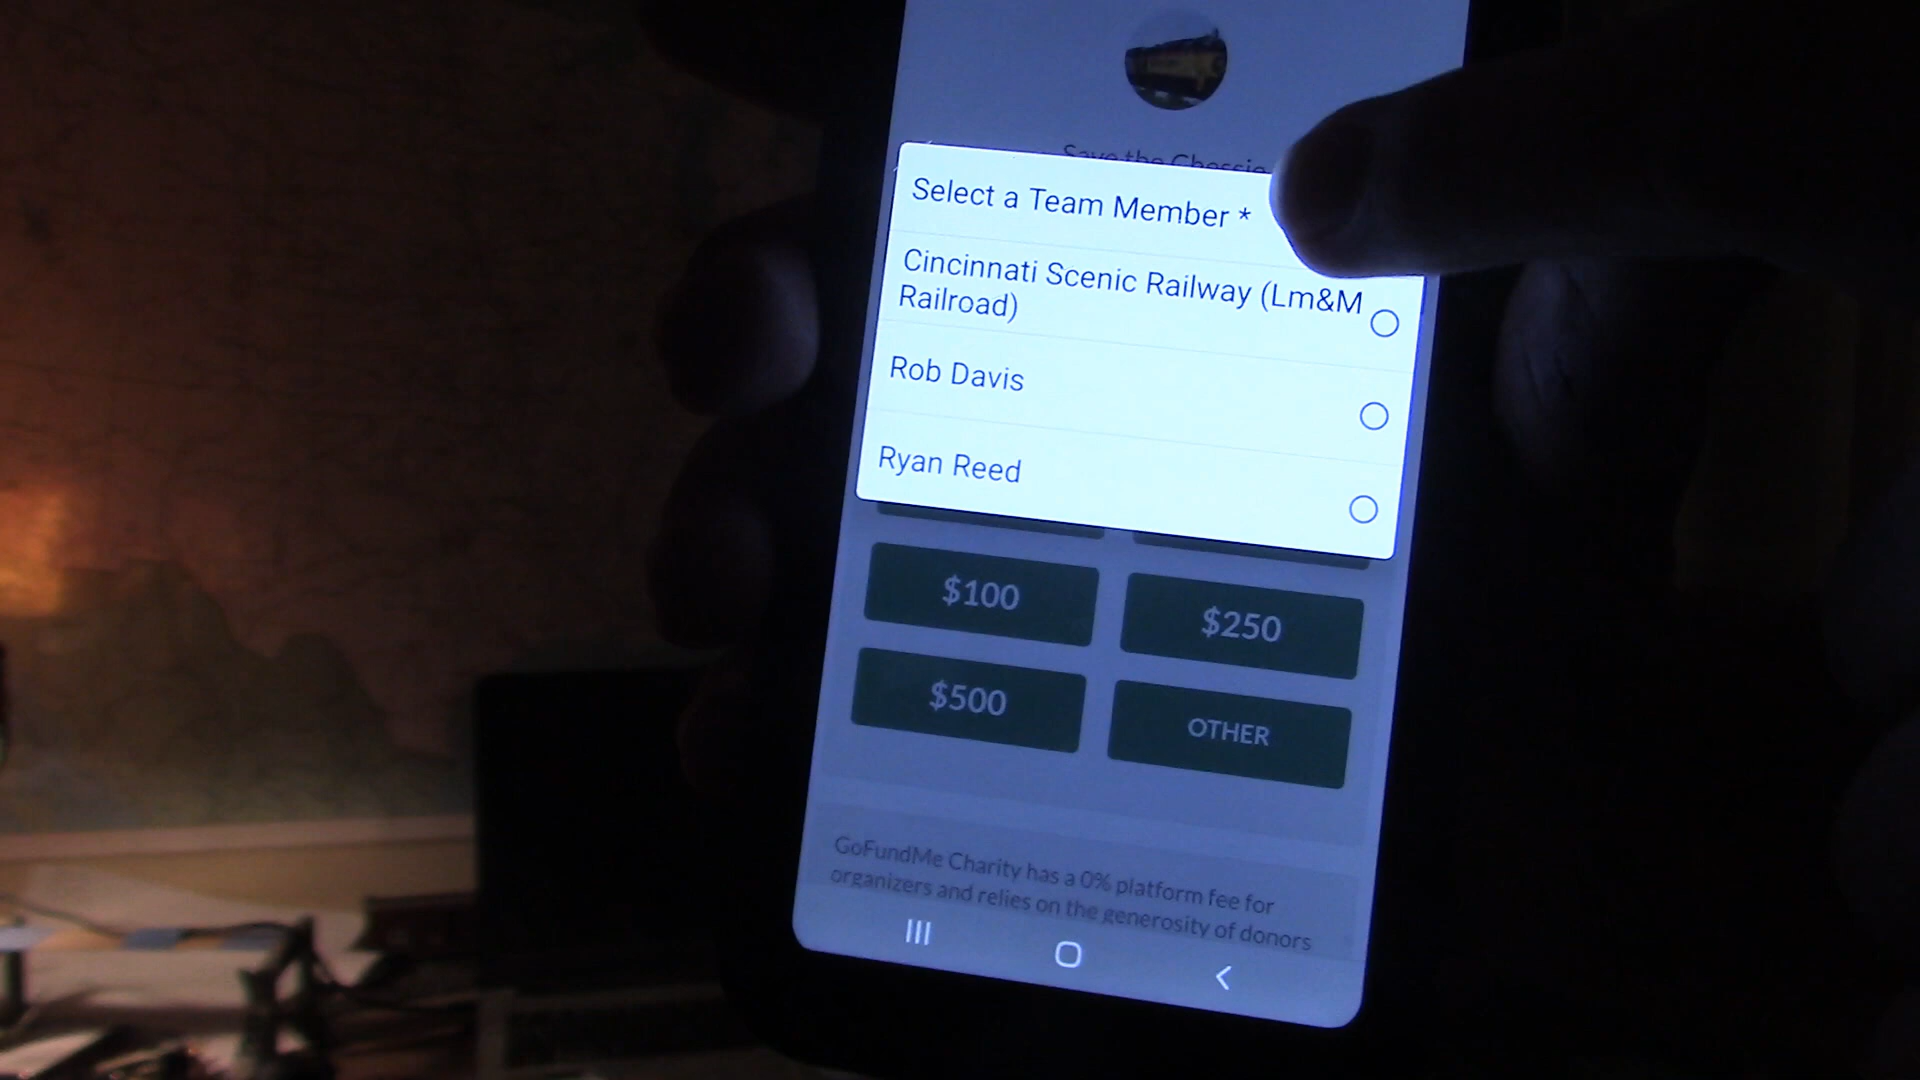 Save the Chessie
Select a Team Member *
Cincinnati Scenic Railway (Lm&M
Railroad)
Rob Davis
Ryan Reed
$100
$250
$500
OTHER
GoFundMe Charity has a 0% platform fee for
organizers and relies on the generosity of donors